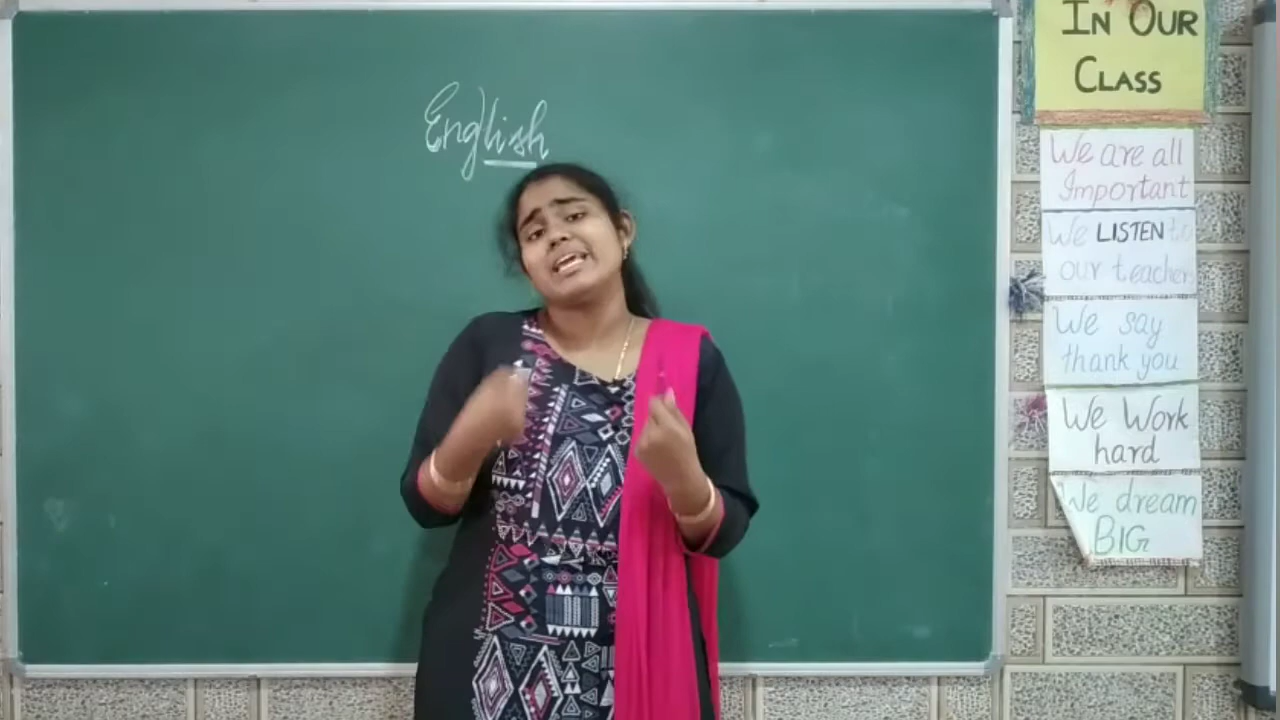 English
IN OUR
CLASS
We are all
Important
We LISTEN to
our teacher
We say
thank you
We Work
hard
We dream
BIG